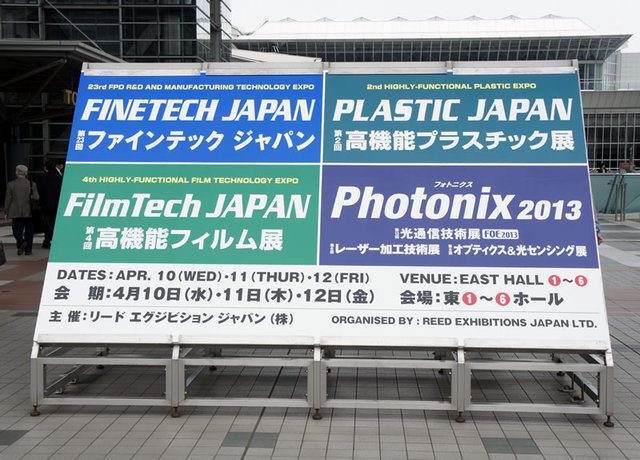 23rd FPD R&D AND MANUFACTURING TECHNOLOGY EXPO
FINETECH JAPAN
第23回 ファインテック ジャパン
2nd HIGHLY-FUNCTIONAL PLASTIC EXPO
PLASTIC JAPAN
第2回 高機能プラスチック展
4th HIGHLY-FUNCTIONAL FILM TECHNOLOGY EXPO
FilmTech JAPAN
第4回 高機能フィルム展
フォトニクス
Photonix 2013
光通信技術展 FOE2013
レーザー加工技術展 オプティクス&光センシング展
DATES: APR. 10 (WED)・11 (THUR)・12 (FRI)
VENUE: EAST HALL 1～6
会 期: 4月10日(水)・11日(木)・12日(金)
会場: 東1～6ホール
主 催: リード エグジビション ジャパン(株)
ORGANISED BY: REED EXHIBITIONS JAPAN LTD.